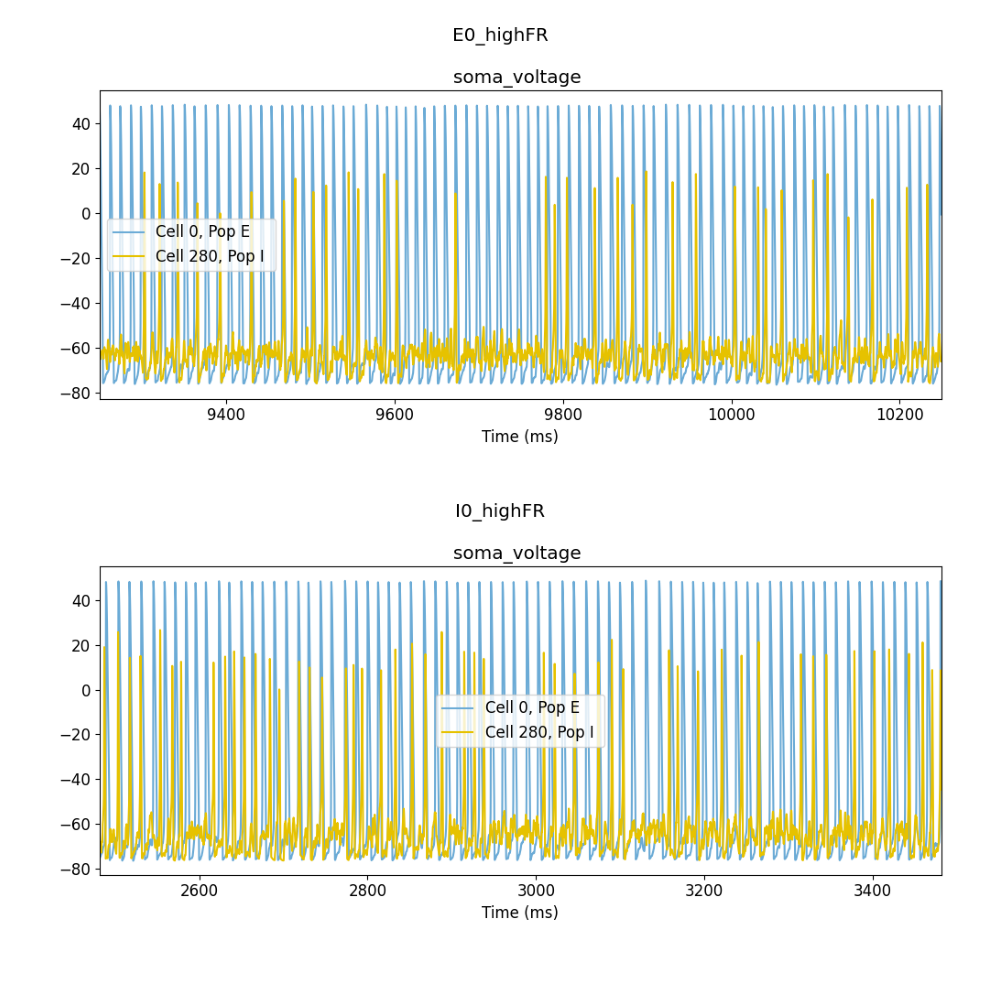 E0_highFR
soma_voltage
40
20
0
−20
−40
−60
−80
Cell 0, Pop E
Cell 280, Pop I
9400 9600 9800 10000 10200
Time (ms)
I0_highFR
soma_voltage
40
20
0
−20
−40
−60
−80
Cell 0, Pop E
Cell 280, Pop I
2600 2800 3000 3200 3400
Time (ms)